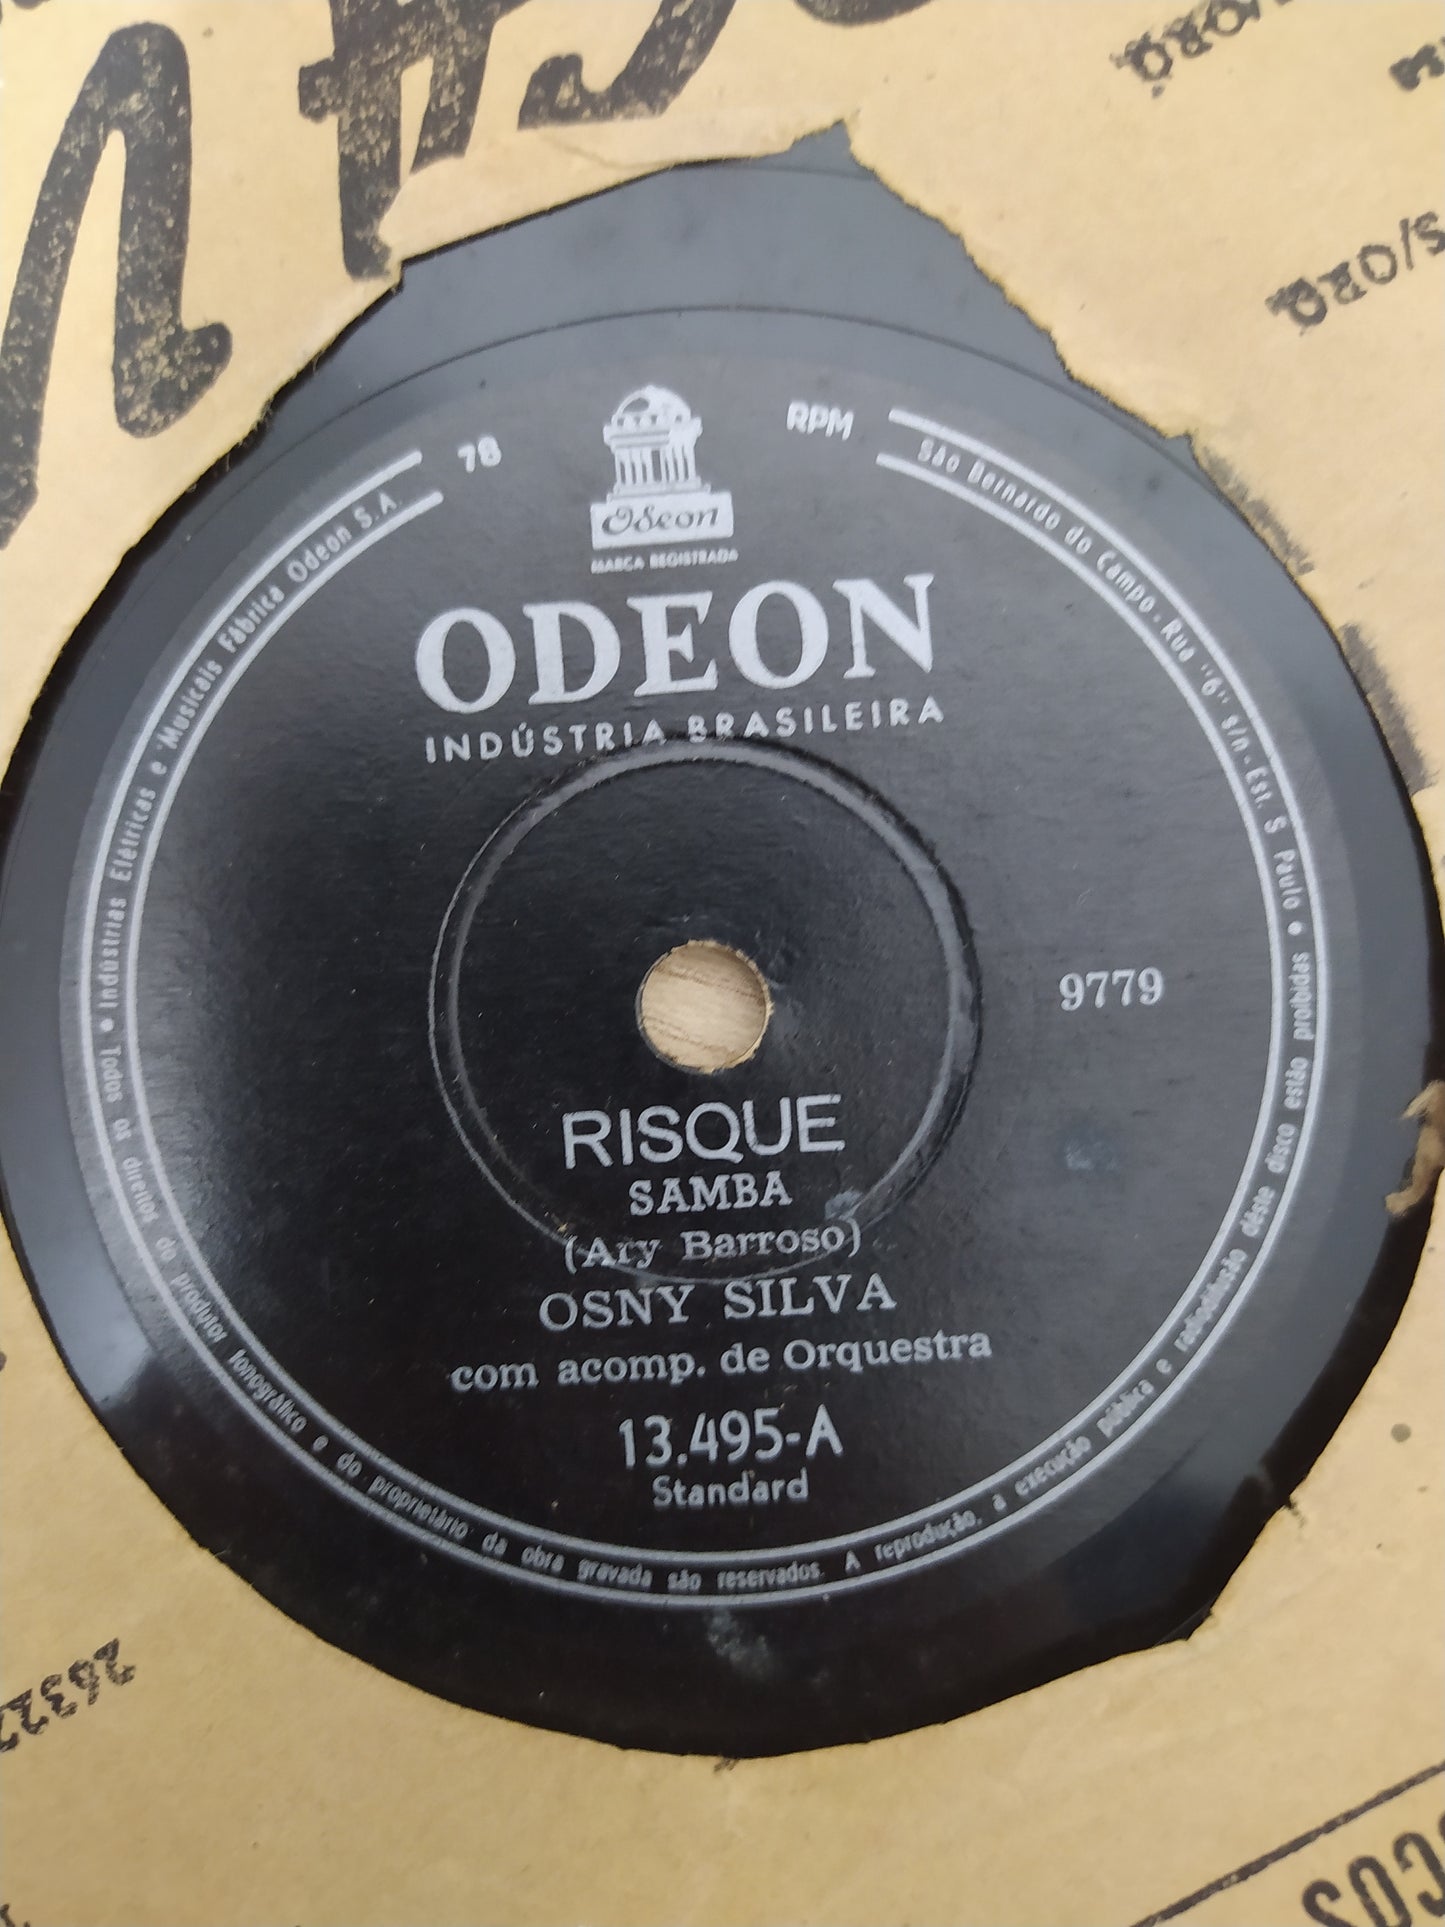 78
RPM
Odeon
MARCA REGISTRADA
ODEON
INDÚSTRIA BRASILEIRA
9779
RISQUE
SAMBA
(Ary Barroso)
OSNY SILVA
com acomp. de Orquestra
13.495-A
Standard
• Indústrias Elétricas e Musicais Fábrica Odeon S.A.
São Bernardo do Campo - Rua "6" s/n - Est. S Paulo •
Todos os direitos do produtor fonográfico e do proprietário da obra gravada são reservados. A reprodução, a execução pública e radiodifusão dêste disco estão proibidas